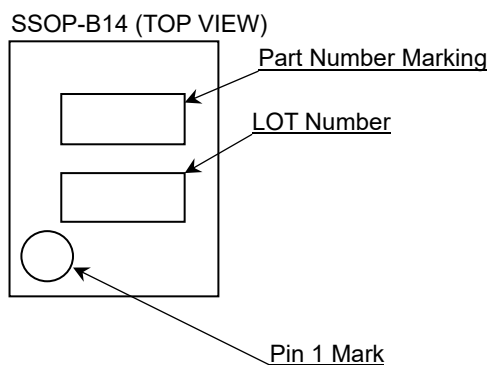 SSOP-B14 (TOP VIEW)
Part Number Marking
LOT Number
Pin 1 Mark